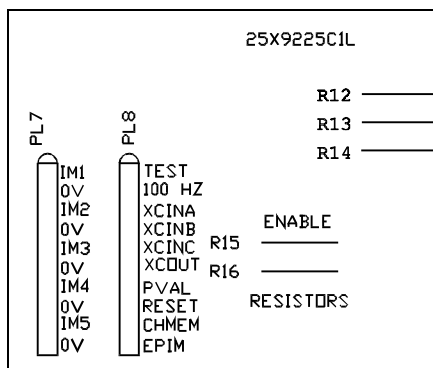 25X9225C1L
R12
R13
R14
PL7
PL8
IM1
0V
IM2
0V
IM3
0V
IM4
0V
IM5
0V
TEST
100 HZ
XCINA
XCINB
XCINC
XCOUT
PVAL
RESET
CHMEM
EPIM
ENABLE
R15
R16
RESISTORS